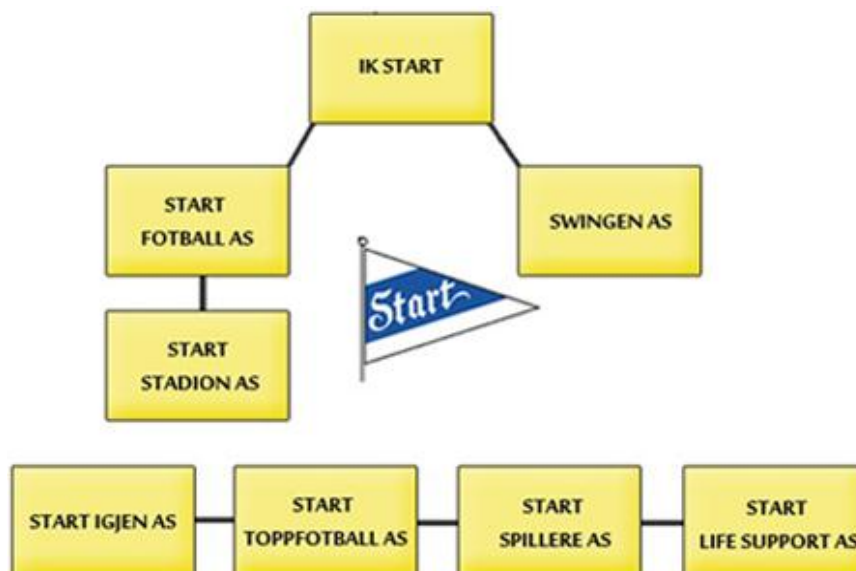 IK START
START
FOTBALL AS
SWINGEN AS
Start
START
STADION AS
START IGJEN AS
START
TOPPFOTBALL AS
START
SPILLERE AS
START
LIFE SUPPORT AS